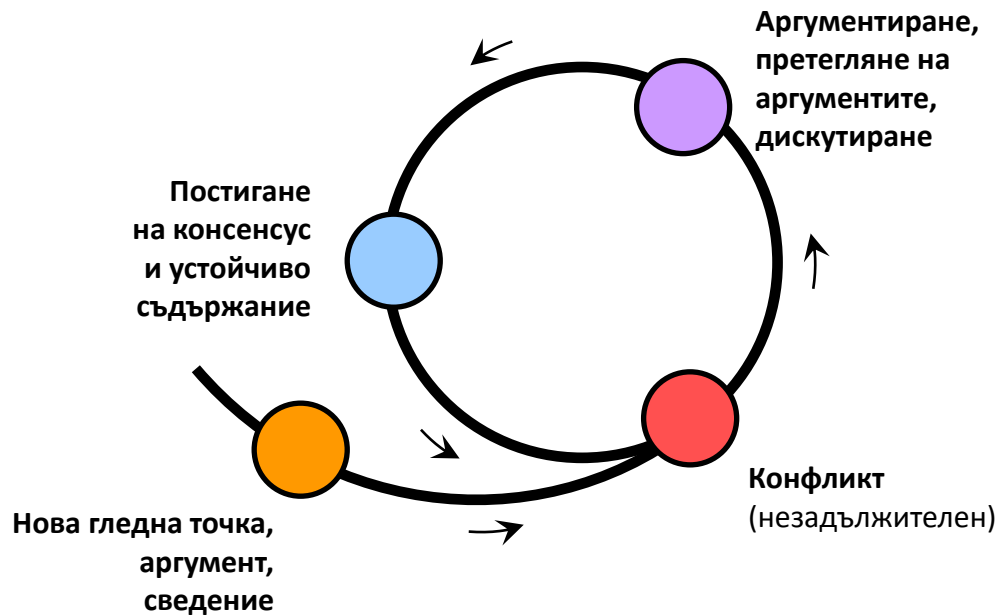 Аргументиране,
претегляне на
аргументите,
дискутиране
Постигане
на консенсус
и устойчиво
съдържание
Конфликт
(незадължителен)
Нова гледна точка,
аргумент,
сведение